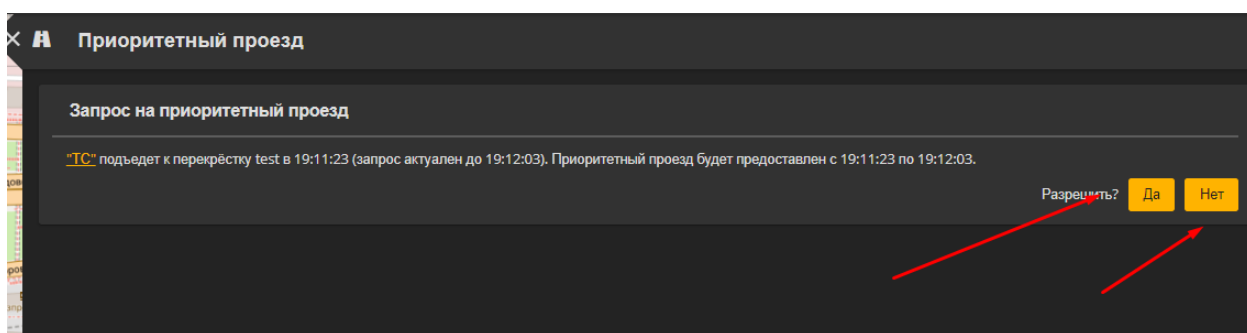 Приоритетный проезд
Запрос на приоритетный проезд
"ТС" подъедет к перекрёстку test в 19:11:23 (запрос актуален до 19:12:03). Приоритетный проезд будет предоставлен с 19:11:23 по 19:12:03.
Разрешить? Да Нет